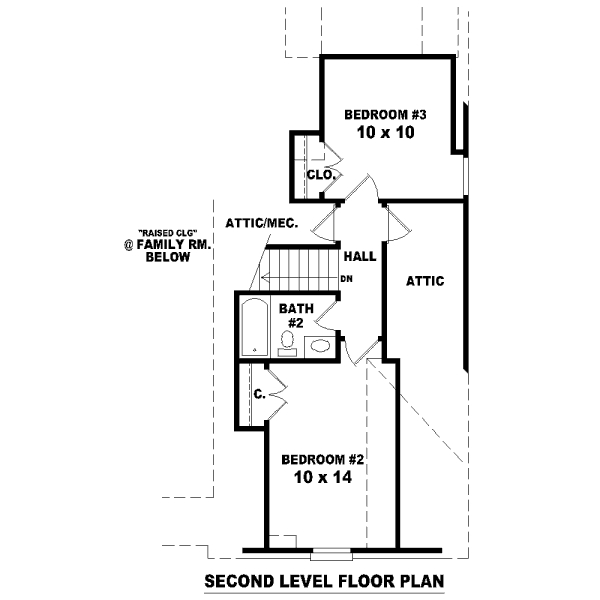 BEDROOM #3
10 x 10
CLO.
ATTIC/MEC.
"RAISED CLG"
@ FAMILY RM.
BELOW
HALL
DN
ATTIC
BATH
#2
C.
BEDROOM #2
10 x 14
SECOND LEVEL FLOOR PLAN